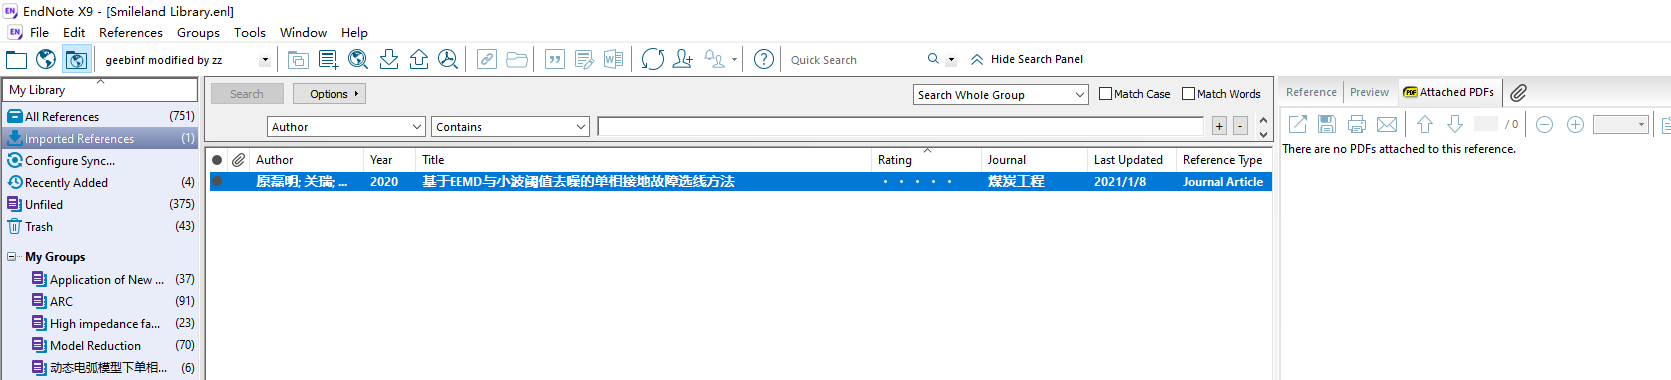 EndNote X9 - [Smileland Library.enl]
File Edit References Groups Tools Window Help
geebinf modified by zz
Quick Search
Hide Search Panel
My Library
All References (751)
Imported References (1)
Configure Sync...
Recently Added (4)
Unfiled (375)
Trash (43)
My Groups
Application of New ... (37)
ARC (91)
High impedance fa... (23)
Model Reduction (70)
动态电弧模型下单相... (6)
Search Options Search Whole Group Match Case Match Words
Author Contains + -
Author Year Title Rating Journal Last Updated Reference Type
原磊明; 关瑞; ... 2020 基于EEMD与小波阈值去噪的单相接地故障选线方法 煤炭工程 2021/1/8 Journal Article
Reference Preview PDF Attached PDFs
/ 0
There are no PDFs attached to this reference.